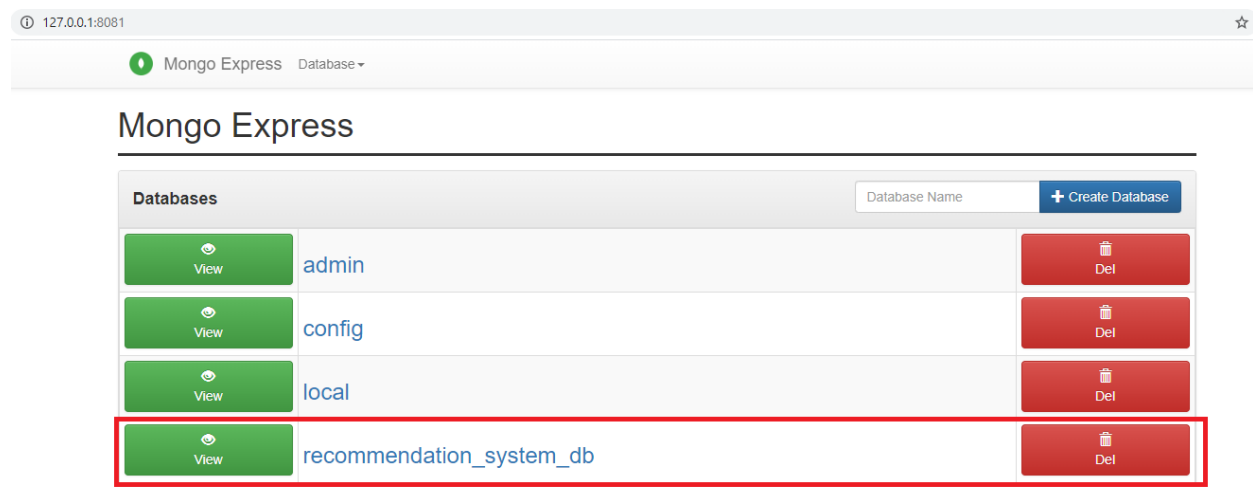 127.0.0.1:8081
Mongo Express Database
Mongo Express
Databases Database Name Create Database
View admin Del
View config Del
View local Del
View recommendation_system_db Del